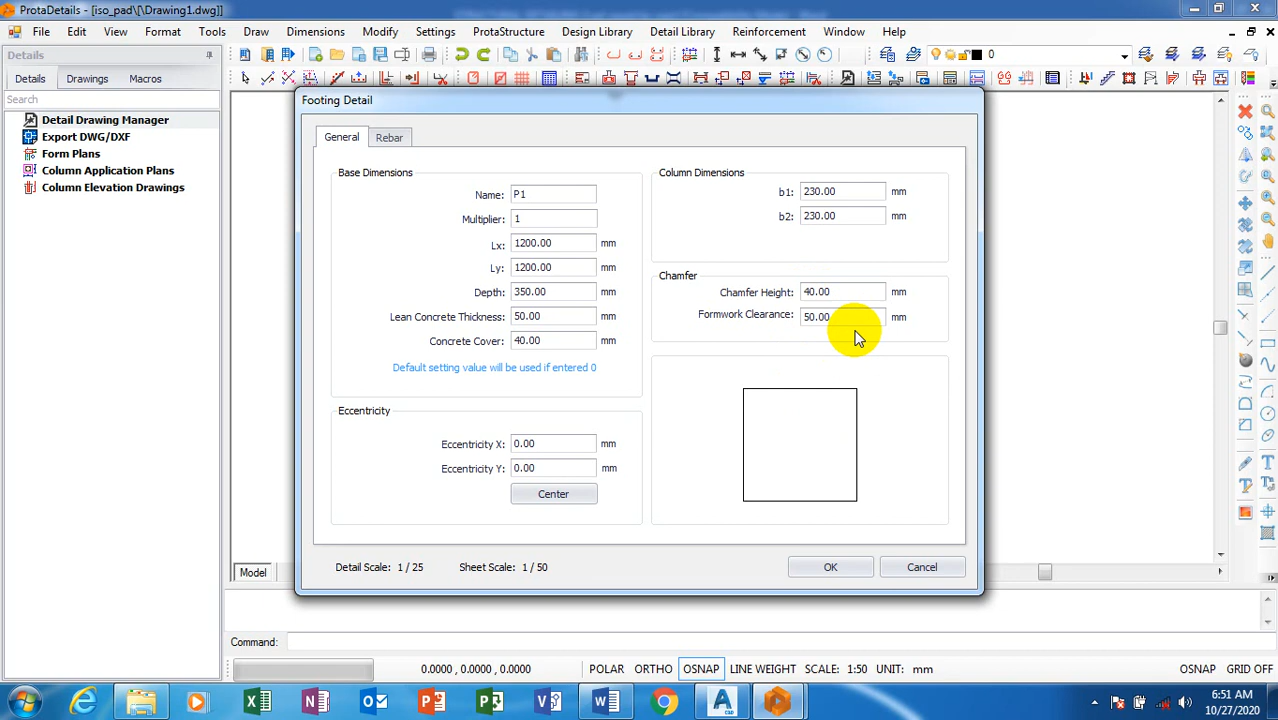 ProtaDetails - [iso_pad\[\Drawing1.dwg]]
File Edit View Format Tools Draw Dimensions Modify Settings ProtaStructure Design Library Detail Library Reinforcement Window Help
Details
0
Details Drawings Macros
Search
Detail Drawing Manager
Export DWG/DXF
Form Plans
Column Application Plans
Column Elevation Drawings
Footing Detail
General Rebar
Base Dimensions
Name: P1
Multiplier: 1
Lx: 1200.00 mm
Ly: 1200.00 mm
Depth: 350.00 mm
Lean Concrete Thickness: 50.00 mm
Concrete Cover: 40.00 mm
Default setting value will be used if entered 0
Eccentricity
Eccentricity X: 0.00 mm
Eccentricity Y: 0.00 mm
Center
Column Dimensions
b1: 230.00 mm
b2: 230.00 mm
Chamfer
Chamfer Height: 40.00 mm
Formwork Clearance: 50.00 mm
Detail Scale: 1 / 25 Sheet Scale: 1 / 50 OK Cancel
Model
Command:
0.0000 , 0.0000 , 0.0000 POLAR ORTHO OSNAP LINE WEIGHT SCALE: 1:50 UNIT: mm OSNAP GRID OFF
6:51 AM
10/27/2020